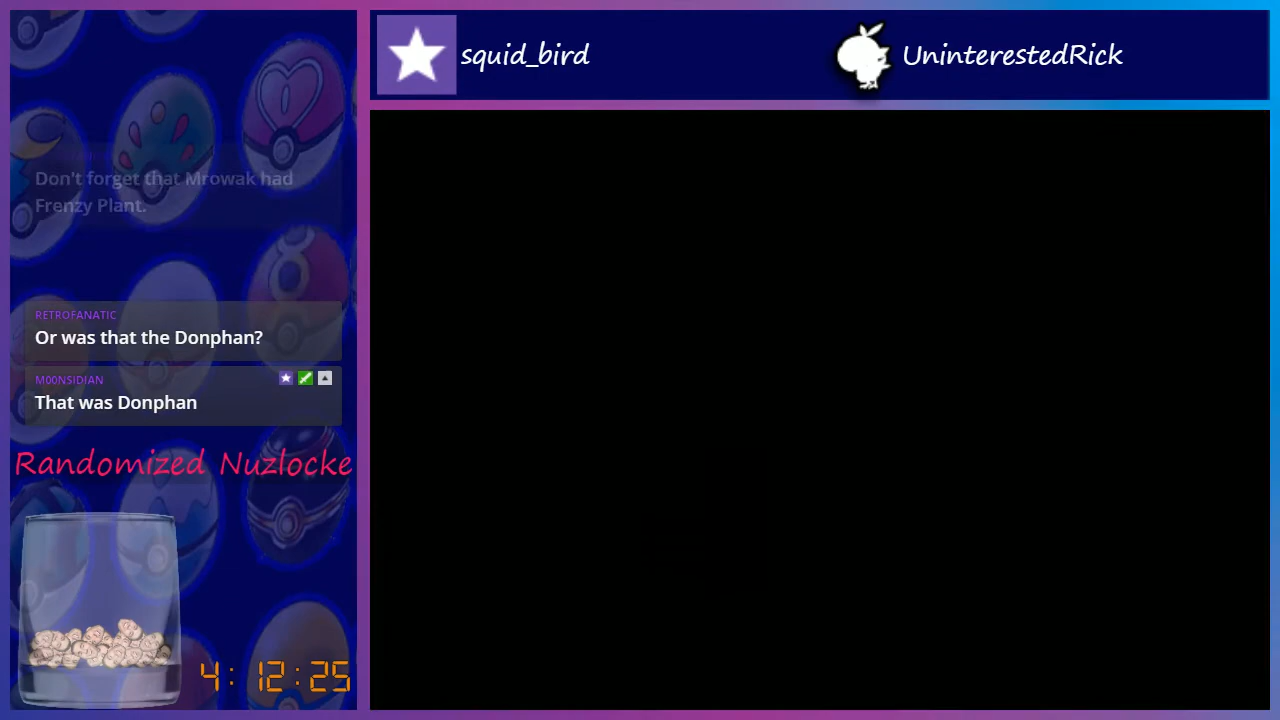 squid_bird
UninterestedRick
Don't forget that Mrowak had
Frenzy Plant.
RETROFANATIC
Or was that the Donphan?
M00NSIDIAN
That was Donphan
Randomized Nuzlocke
4:12:25